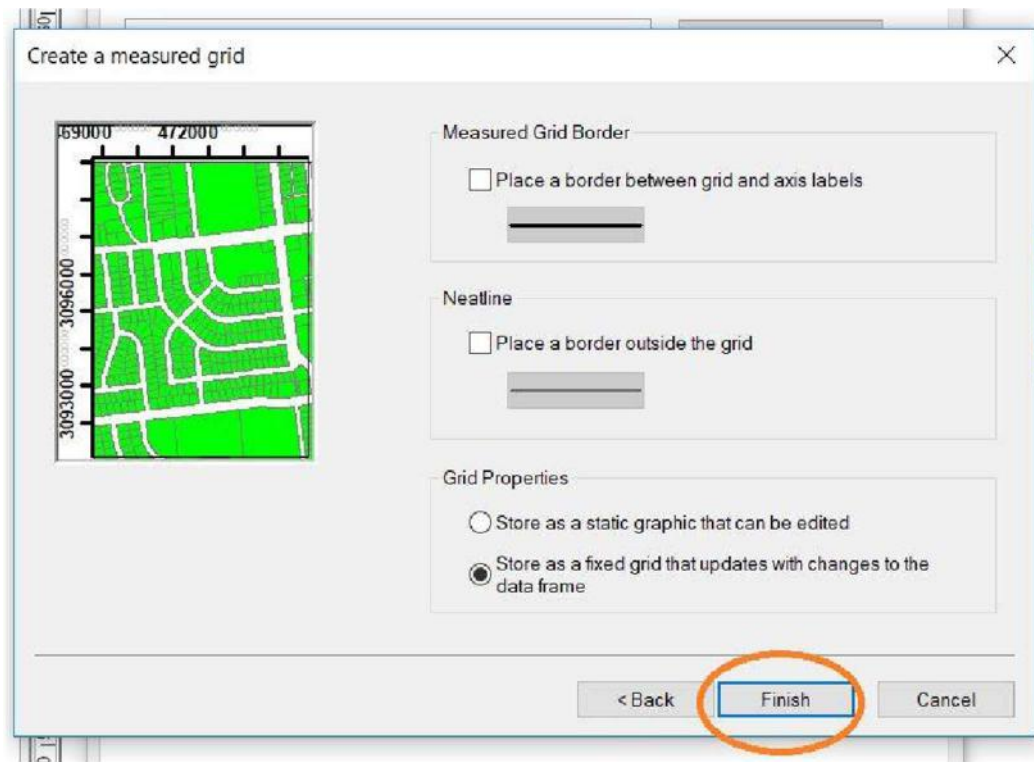 Create a measured grid
469000 472000
3096000
3093000
Measured Grid Border
Place a border between grid and axis labels
Neatline
Place a border outside the grid
Grid Properties
Store as a static graphic that can be edited
Store as a fixed grid that updates with changes to the
data frame
< Back
Finish
Cancel